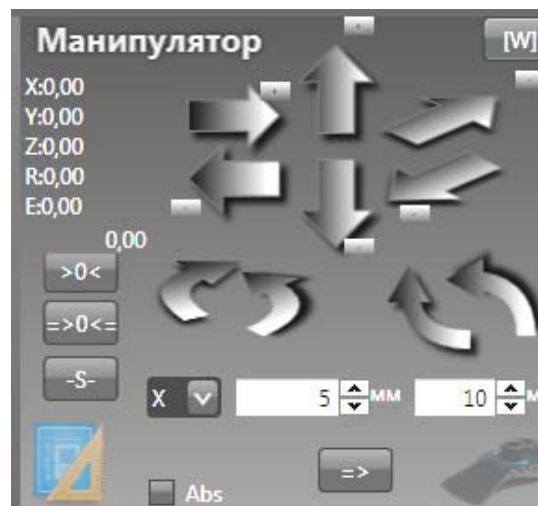 Манипулятор
[W]
X:0,00
Y:0,00
Z:0,00
R:0,00
E:0,00
0,00
>0<
=>0<=
-S-
X 5 мм 10 м
Abs =>